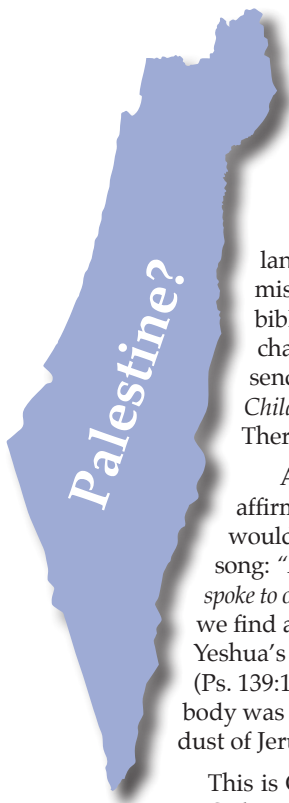 Palestine?
lan
mis
bibl
cha
senc
Child
Ther
A
affirm
would
song: "
spoke to o
we find a
Yeshua's
(Ps. 139:1
body was
dust of Jeru
This is